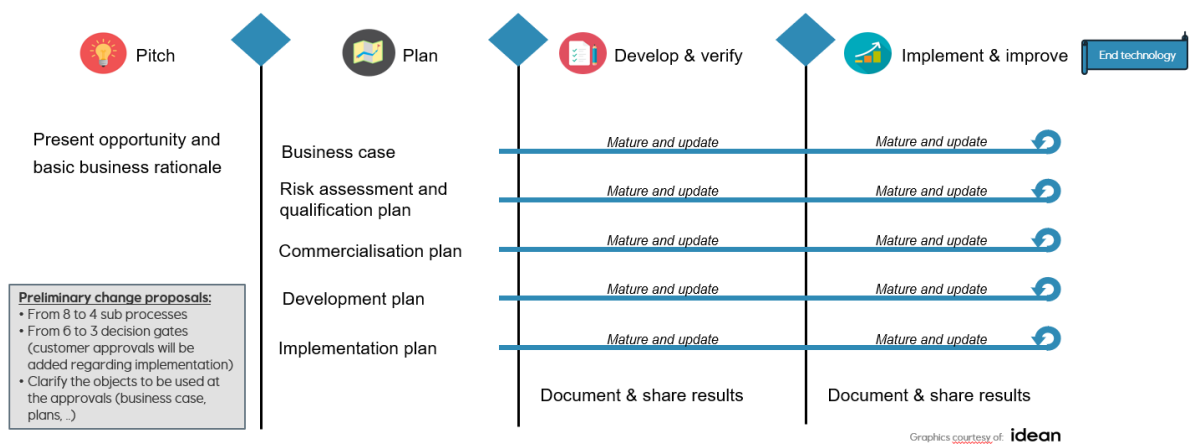 Pitch
Plan
Develop & verify
Implement & improve
End technology
Present opportunity and
basic business rationale
Business case
Mature and update
Mature and update
Risk assessment and
qualification plan
Mature and update
Mature and update
Commercialisation plan
Mature and update
Mature and update
Development plan
Mature and update
Mature and update
Implementation plan
Mature and update
Mature and update
Preliminary change proposals:
• From 8 to 4 sub processes
• From 6 to 3 decision gates
(customer approvals will be
added regarding implementation)
• Clarify the objects to be used at
the approvals (business case,
plans, ..)
Document & share results
Document & share results
Graphics courtesy of: idean